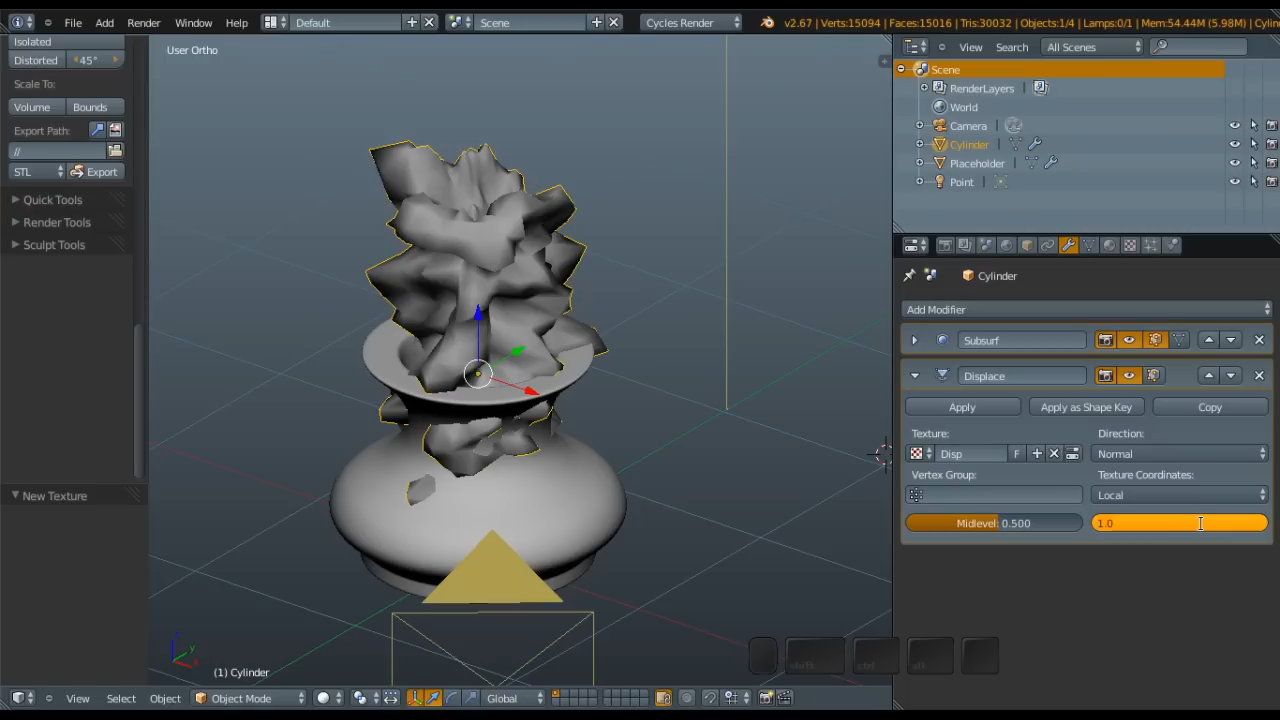 File Add Render Window Help Default Scene Cycles Render v2.67 | Verts:15094 | Faces:15016 | Tris:30032 | Objects:1/4 | Lamps:0/1 | Mem:54.44M (5.98M) | Cylin
Isolated
Distorted 45°
Scale To:
Volume Bounds
Export Path:
//
STL Export
Quick Tools
Render Tools
Sculpt Tools
New Texture
User Ortho
(1) Cylinder
View Select Object Object Mode Global
View Search All Scenes
Scene
RenderLayers |
World
Camera |
Cylinder |
Placeholder |
Point |
Cylinder
Add Modifier
Subsurf
Displace
Apply Apply as Shape Key Copy
Texture: Direction:
Disp F Normal
Vertex Group: Texture Coordinates:
Local
Midlevel: 0.500 1.0
shift ctrl alt